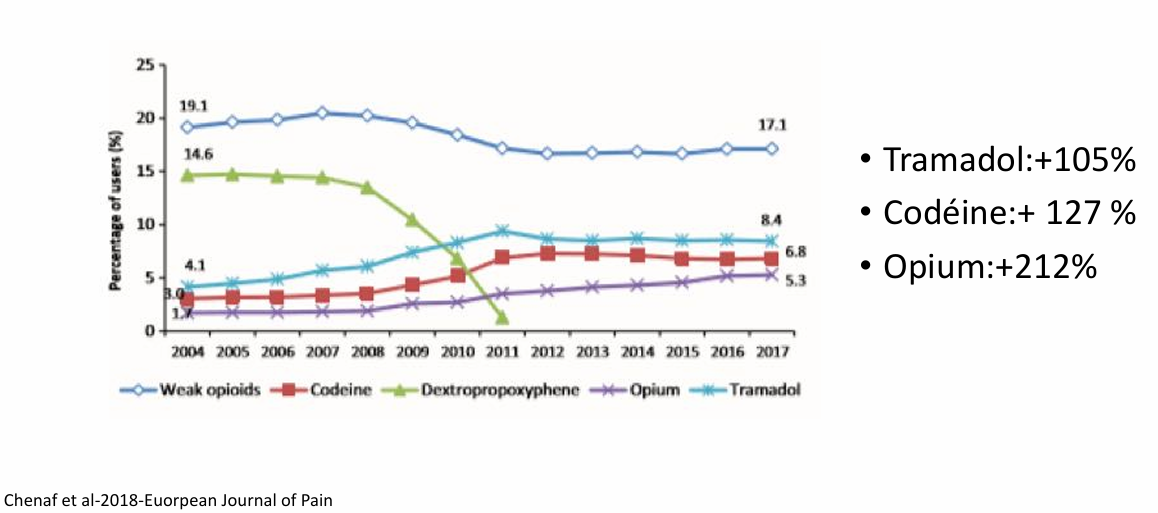 25
20
15
10
5
0
Percentage of users (%)
19.1
14.6
4.1
3.0
1.7
17.1
8.4
6.8
5.3
2004 2005 2006 2007 2008 2009 2010 2011 2012 2013 2014 2015 2016 2017
Weak opioids Codeine Dextropropoxyphene Opium Tramadol
• Tramadol:+105%
• Codéine:+ 127 %
• Opium:+212%
Chenaf et al-2018-Euorpean Journal of Pain